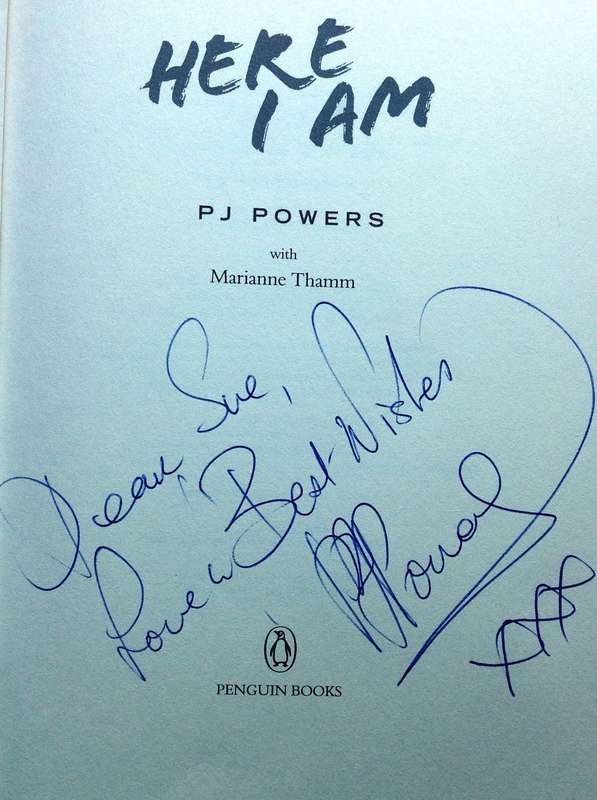 HERE
I AM
PJ POWERS
with
Marianne Thamm
Dear Sue,
Love n Best Wishes
PJ Powers
xxx
PENGUIN BOOKS